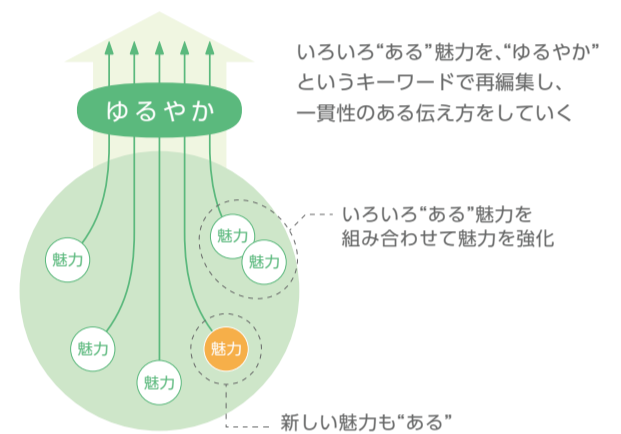 いろいろ“ある”魅力を、“ゆるやか”
というキーワードで再編集し、
一貫性のある伝え方をしていく
ゆるやか
いろいろ“ある”魅力を
組み合わせて魅力を強化
魅力
魅力
魅力
魅力
魅力
魅力
新しい魅力も“ある”